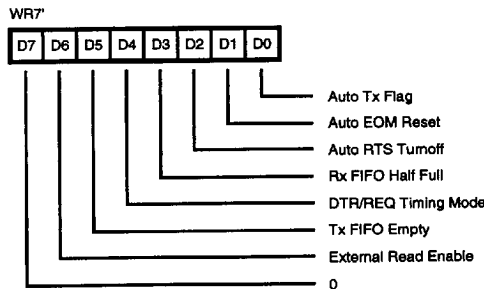 WR7'
D7 D6 D5 D4 D3 D2 D1 D0
Auto Tx Flag
Auto EOM Reset
Auto RTS Turnoff
Rx FIFO Half Full
DTR/REQ Timing Mode
Tx FIFO Empty
External Read Enable
0